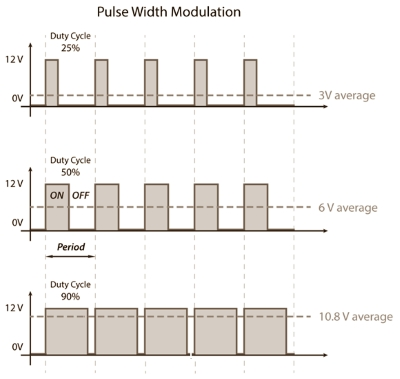 Pulse Width Modulation
Duty Cycle
25%
12 V
0V
3V average
Duty Cycle
50%
12 V
ON OFF
6 V average
0V
Period
Duty Cycle
90%
12 V
10.8 V average
0V